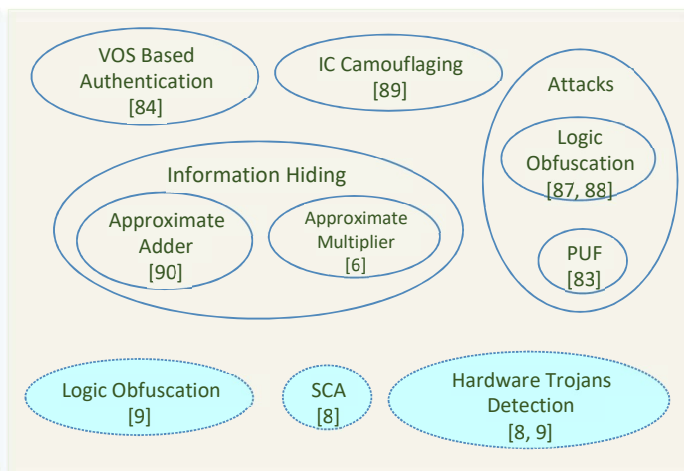 VOS Based
Authentication
[84]
IC Camouflaging
[89]
Attacks
Logic
Obfuscation
[87, 88]
PUF
[83]
Information Hiding
Approximate
Adder
[90]
Approximate
Multiplier
[6]
Logic Obfuscation
[9]
SCA
[8]
Hardware Trojans
Detection
[8, 9]